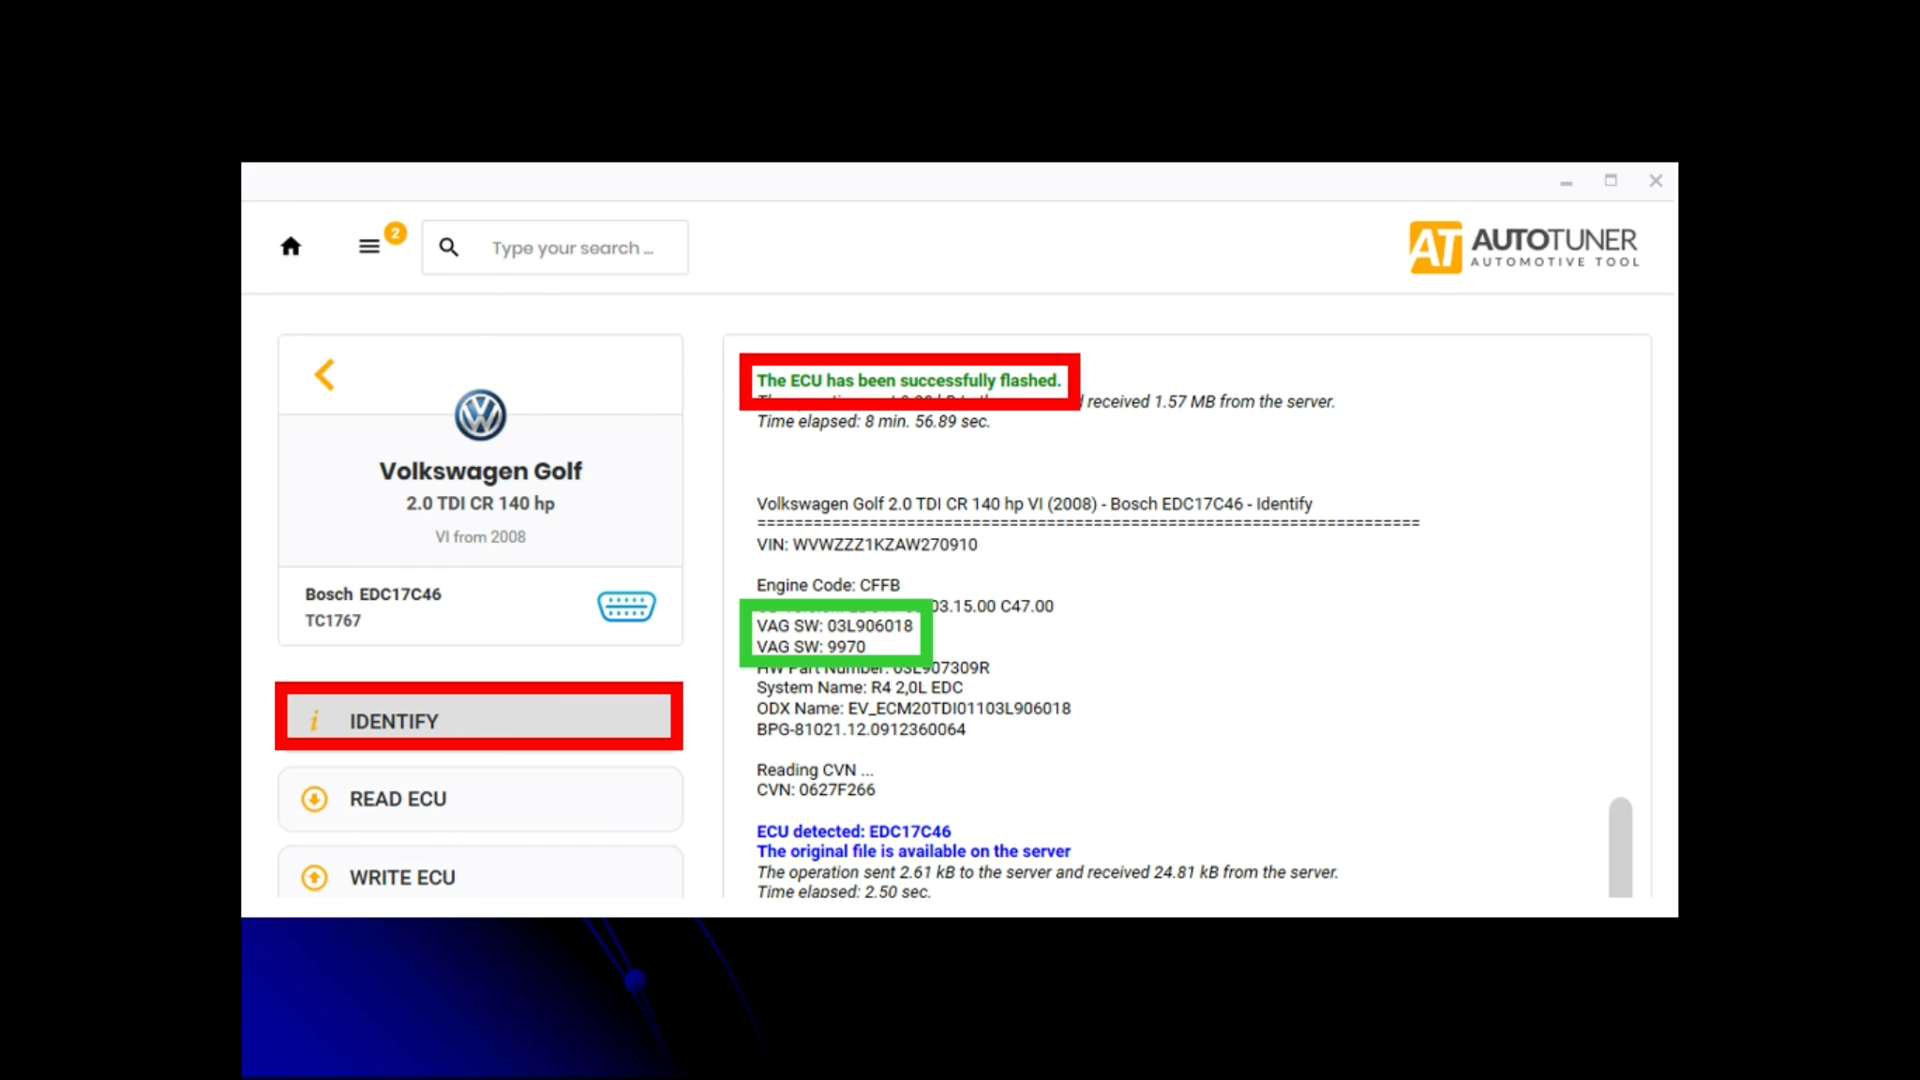 2
Type your search ...
AT AUTOTUNER
AUTOMOTIVE TOOL
Volkswagen Golf
2.0 TDI CR 140 hp
VI from 2008
Bosch EDC17C46
TC1767
i IDENTIFY
READ ECU
WRITE ECU
The ECU has been successfully flashed.
received 1.57 MB from the server.
Time elapsed: 8 min. 56.89 sec.
Volkswagen Golf 2.0 TDI CR 140 hp VI (2008) - Bosch EDC17C46 - Identify
=======================================================================
VIN: WVWZZZ1KZAW270910
Engine Code: CFFB
03.15.00 C47.00
VAG SW: 03L906018
VAG SW: 9970
HW Part Number: 03L907309R
System Name: R4 2,0L EDC
ODX Name: EV_ECM20TDI01103L906018
BPG-81021.12.0912360064
Reading CVN ...
CVN: 0627F266
ECU detected: EDC17C46
The original file is available on the server
The operation sent 2.61 kB to the server and received 24.81 kB from the server.
Time elapsed: 2.50 sec.